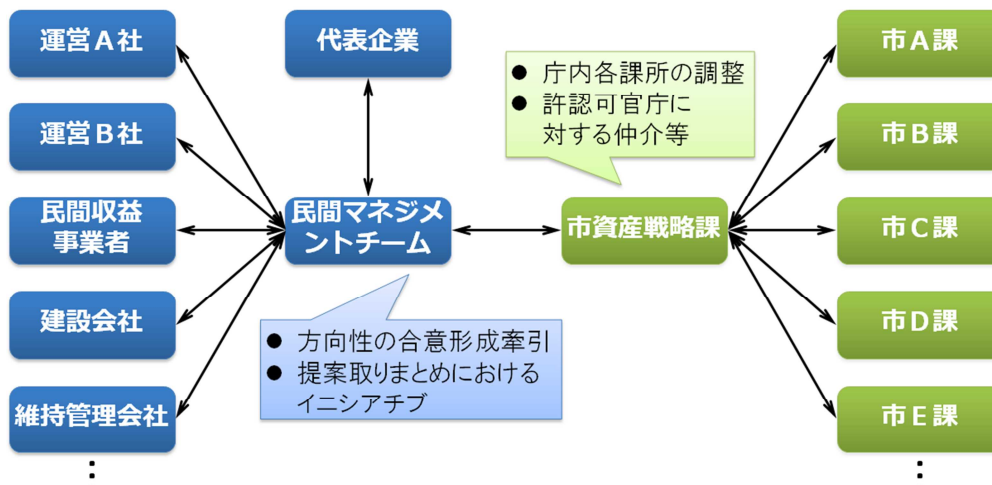 運営A社
運営B社
民間収益
事業者
建設会社
維持管理会社
⋮
代表企業
民間マネジメ
ントチーム
● 方向性の合意形成牽引
● 提案取りまとめにおける
イニシアチブ
● 庁内各課所の調整
● 許認可官庁に
対する仲介等
市資産戦略課
市A課
市B課
市C課
市D課
市E課
⋮